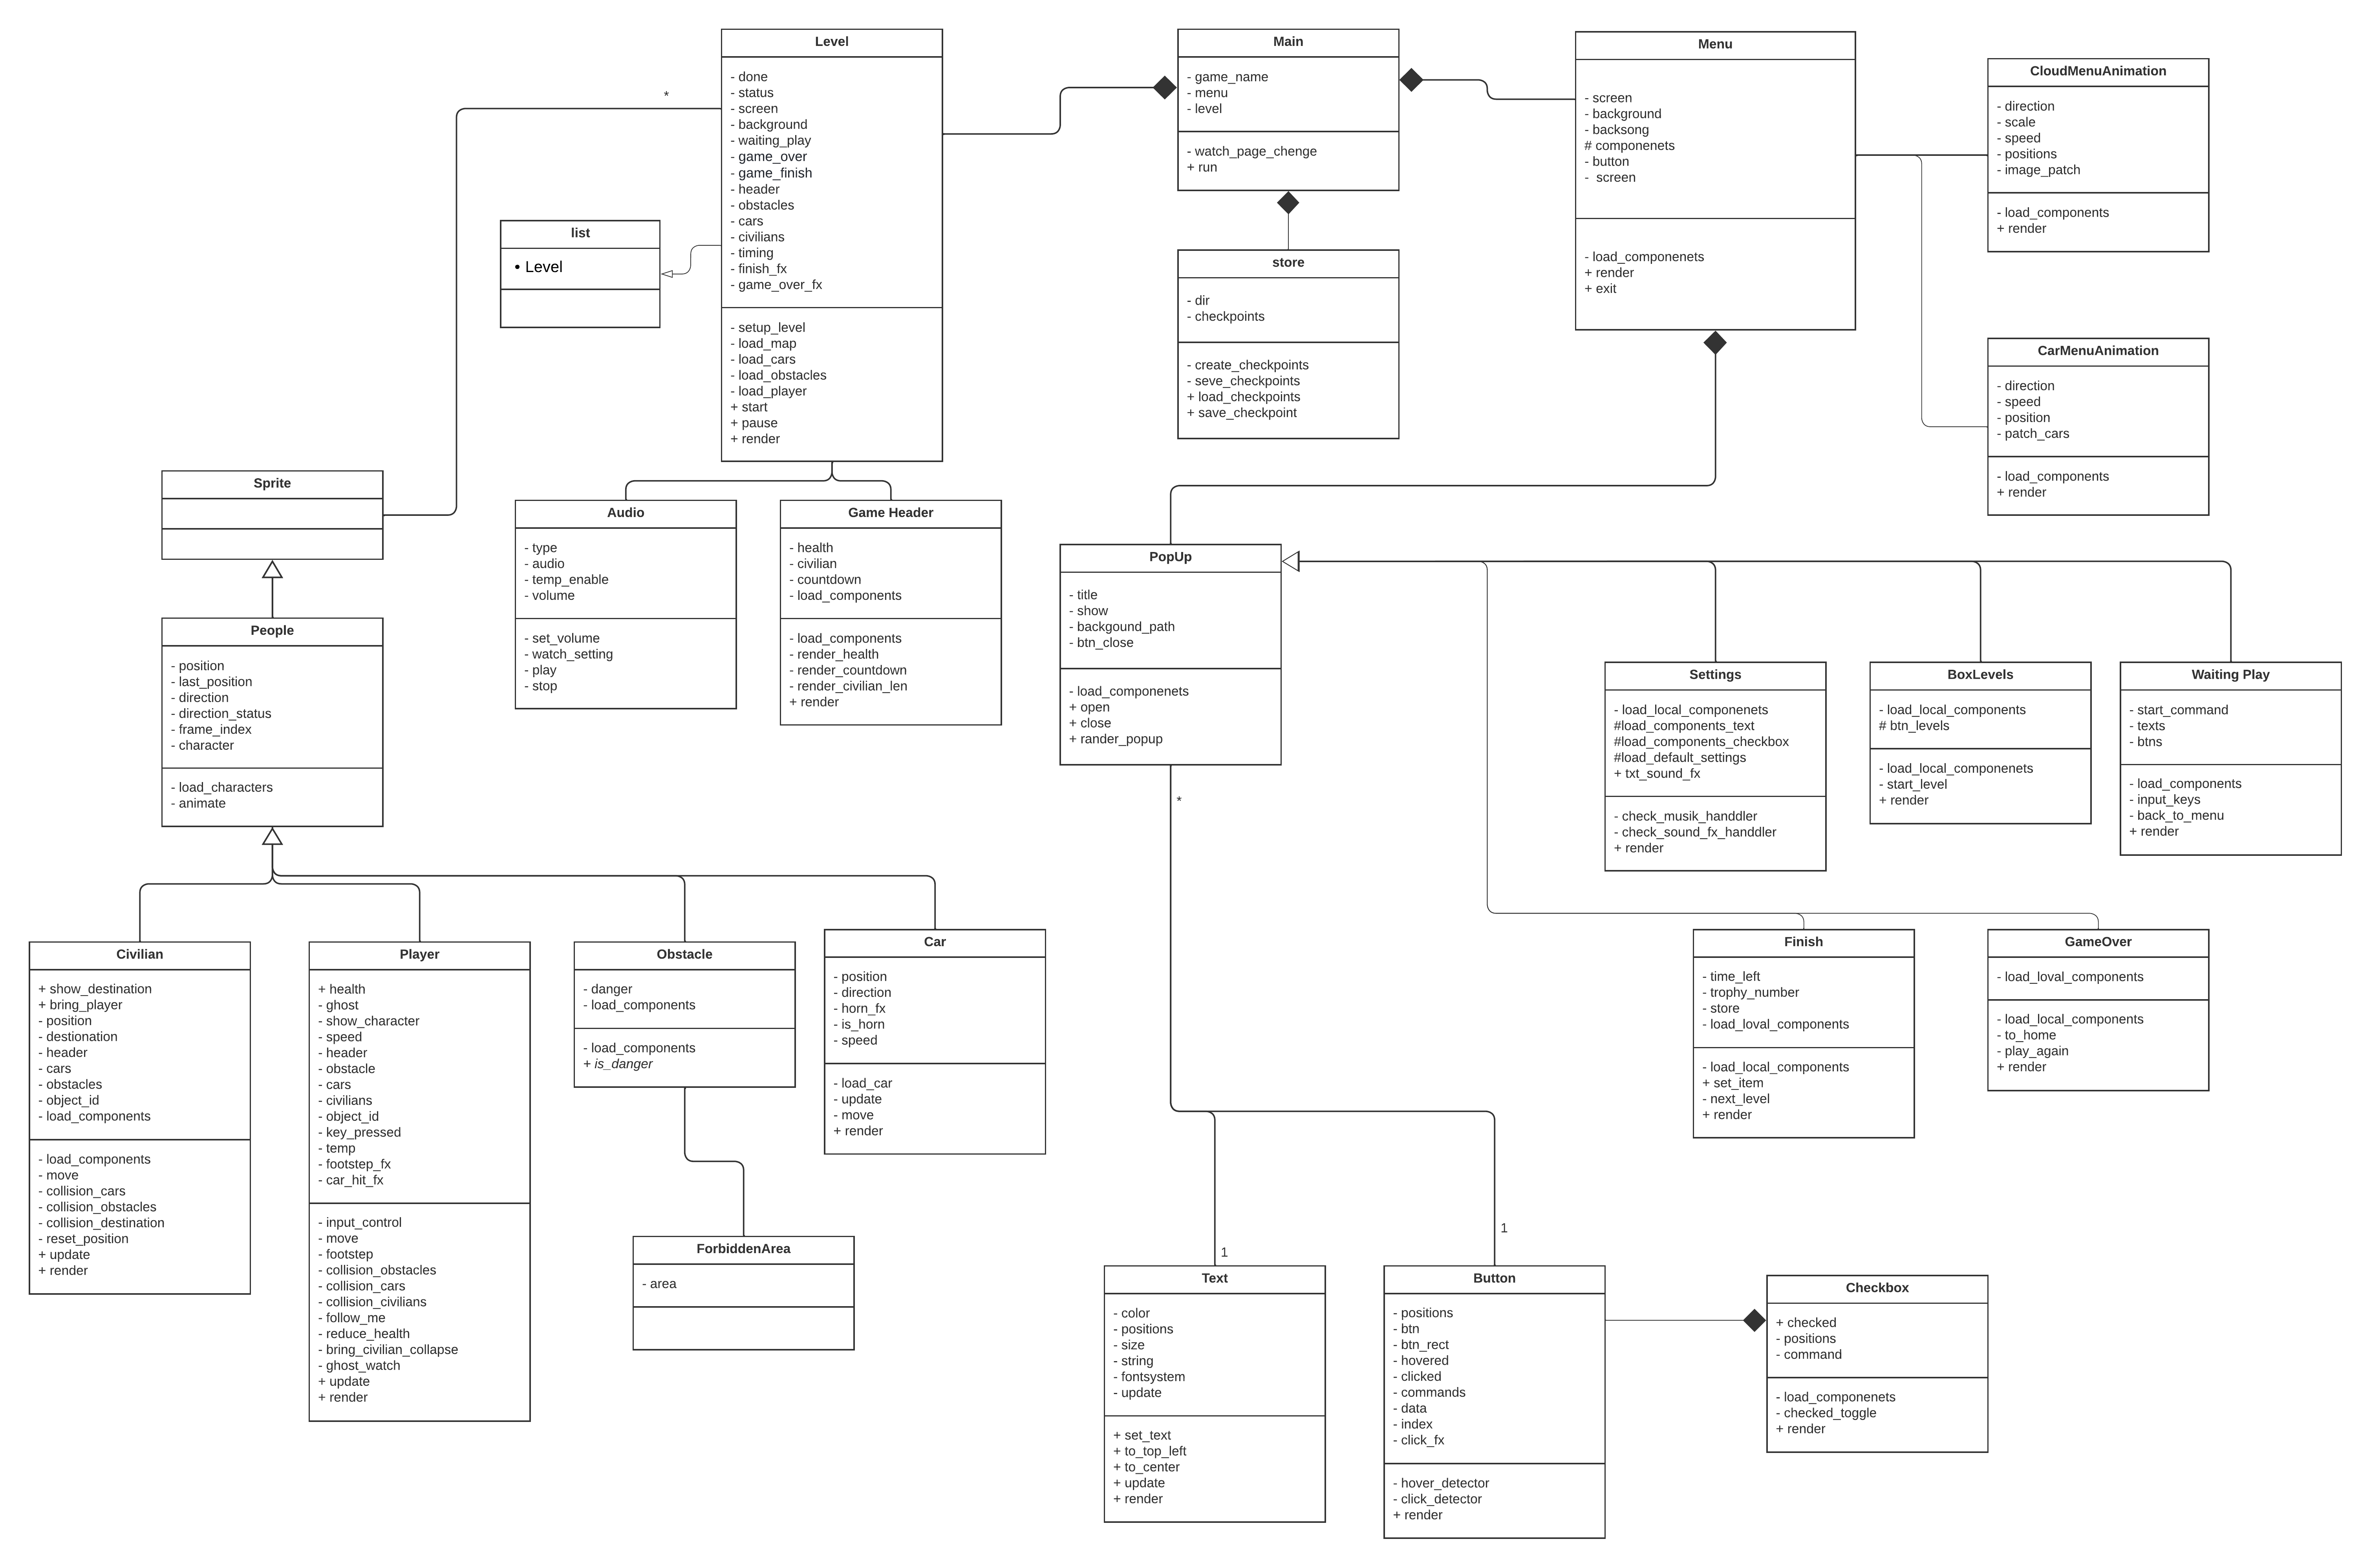 Level
- done
- status
- screen
- background
- waiting_play
- game_over
- game_finish
- header
- obstacles
- cars
- civilians
- timing
- finish_fx
- game_over_fx
- setup_level
- load_map
- load_cars
- load_obstacles
- load_player
+ start
+ pause
+ render
Main
- game_name
- menu
- level
- watch_page_chenge
+ run
Menu
- screen
- background
- backsong
# componenets
- button
- screen
- load_componenets
+ render
+ exit
CloudMenuAnimation
- direction
- scale
- speed
- positions
- image_patch
- load_components
+ render
*
list
• Level
store
- dir
- checkpoints
- create_checkpoints
- seve_checkpoints
+ load_checkpoints
+ save_checkpoint
CarMenuAnimation
- direction
- speed
- position
- patch_cars
- load_components
+ render
Sprite
Audio
- type
- audio
- temp_enable
- volume
- set_volume
- watch_setting
- play
- stop
Game Header
- health
- civilian
- countdown
- load_components
- load_components
- render_health
- render_countdown
- render_civilian_len
+ render
PopUp
- title
- show
- backgound_path
- btn_close
- load_componenets
+ open
+ close
+ rander_popup
People
- position
- last_position
- direction
- direction_status
- frame_index
- character
- load_characters
- animate
Settings
- load_local_componenets
#load_components_text
#load_components_checkbox
#load_default_settings
+ txt_sound_fx
- check_musik_handdler
- check_sound_fx_handdler
+ render
BoxLevels
- load_local_components
# btn_levels
- load_local_componenets
- start_level
+ render
Waiting Play
- start_command
- texts
- btns
- load_components
- input_keys
- back_to_menu
+ render
*
Civilian
+ show_destination
+ bring_player
- position
- destionation
- header
- cars
- obstacles
- object_id
- load_components
- load_components
- move
- collision_cars
- collision_obstacles
- collision_destination
- reset_position
+ update
+ render
Player
+ health
- ghost
- show_character
- speed
- header
- obstacle
- cars
- civilians
- object_id
- key_pressed
- temp
- footstep_fx
- car_hit_fx
- input_control
- move
- footstep
- collision_obstacles
- collision_cars
- collision_civilians
- follow_me
- reduce_health
- bring_civilian_collapse
- ghost_watch
+ update
+ render
Obstacle
- danger
- load_components
- load_components
+ is_danger
Car
- position
- direction
- horn_fx
- is_horn
- speed
- load_car
- update
- move
+ render
Finish
- time_left
- trophy_number
- store
- load_loval_components
- load_local_components
+ set_item
- next_level
+ render
GameOver
- load_loval_components
- load_local_components
- to_home
- play_again
+ render
ForbiddenArea
- area
1
1
Text
- color
- positions
- size
- string
- fontsystem
- update
+ set_text
+ to_top_left
+ to_center
+ update
+ render
Button
- positions
- btn
- btn_rect
- hovered
- clicked
- commands
- data
- index
- click_fx
- hover_detector
- click_detector
+ render
Checkbox
+ checked
- positions
- command
- load_componenets
- checked_toggle
+ render